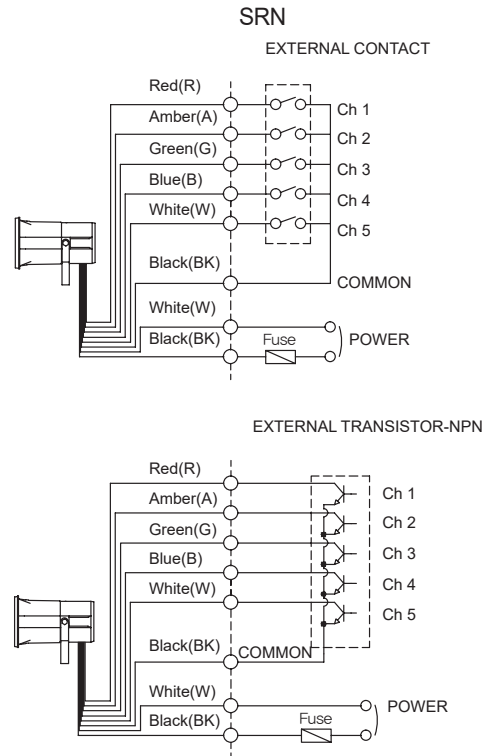 SRN
EXTERNAL CONTACT
Red(R)
Ch 1
Amber(A)
Ch 2
Green(G)
Ch 3
Blue(B)
Ch 4
White(W)
Ch 5
Black(BK)
COMMON
White(W)
Black(BK)
Fuse
POWER
EXTERNAL TRANSISTOR-NPN
Red(R)
Ch 1
Amber(A)
Ch 2
Green(G)
Ch 3
Blue(B)
Ch 4
White(W)
Ch 5
Black(BK)
COMMON
White(W)
POWER
Black(BK)
Fuse